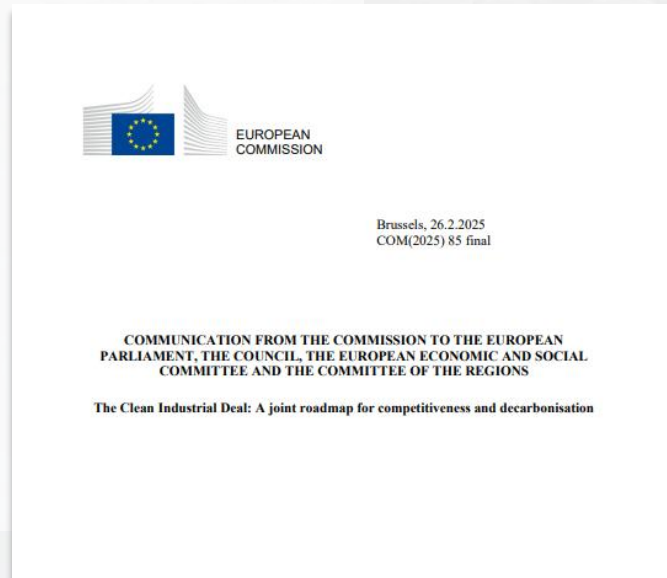 EUROPEAN
COMMISSION
Brussels, 26.2.2025
COM(2025) 85 final
COMMUNICATION FROM THE COMMISSION TO THE EUROPEAN
PARLIAMENT, THE COUNCIL, THE EUROPEAN ECONOMIC AND SOCIAL
COMMITTEE AND THE COMMITTEE OF THE REGIONS
The Clean Industrial Deal: A joint roadmap for competitiveness and decarbonisation